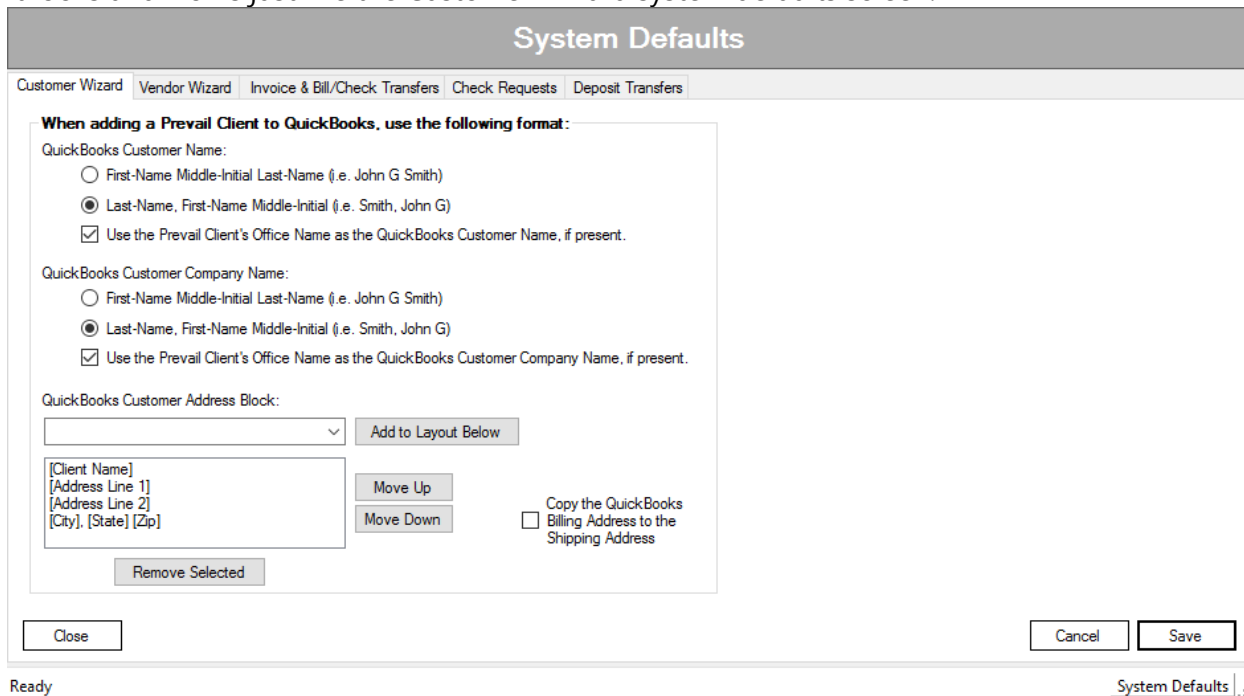 System Defaults
Customer Wizard Vendor Wizard Invoice & Bill/Check Transfers Check Requests Deposit Transfers
When adding a Prevail Client to QuickBooks, use the following format:
QuickBooks Customer Name:
First-Name Middle-Initial Last-Name (i.e. John G Smith)
Last-Name, First-Name Middle-Initial (i.e. Smith, John G)
Use the Prevail Client's Office Name as the QuickBooks Customer Name, if present.
QuickBooks Customer Company Name:
First-Name Middle-Initial Last-Name (i.e. John G Smith)
Last-Name, First-Name Middle-Initial (i.e. Smith, John G)
Use the Prevail Client's Office Name as the QuickBooks Customer Company Name, if present.
QuickBooks Customer Address Block:
Add to Layout Below
[Client Name]
[Address Line 1]
[Address Line 2]
[City], [State] [Zip]
Move Up
Move Down
Copy the QuickBooks
Billing Address to the
Shipping Address
Remove Selected
Close Cancel Save
Ready System Defaults